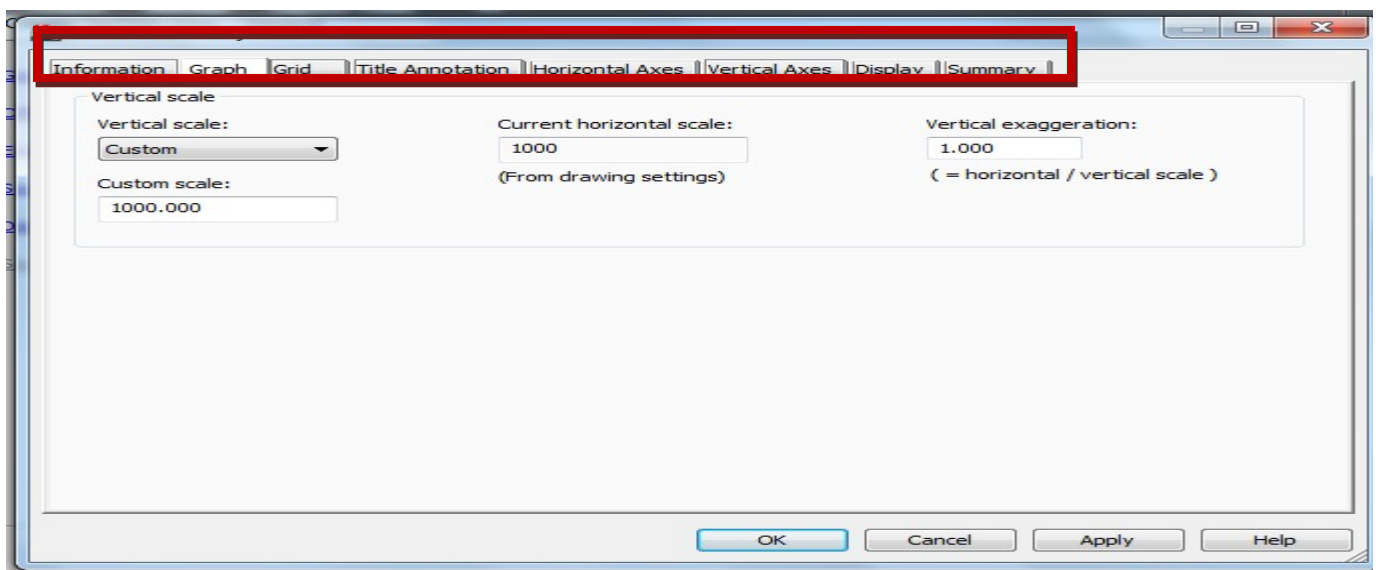 Information Graph Grid Title Annotation Horizontal Axes Vertical Axes Display Summary
Vertical scale
Vertical scale: Current horizontal scale: Vertical exaggeration:
Custom 1000 1.000
(From drawing settings) ( = horizontal / vertical scale )
Custom scale:
1000.000
OK Cancel Apply Help